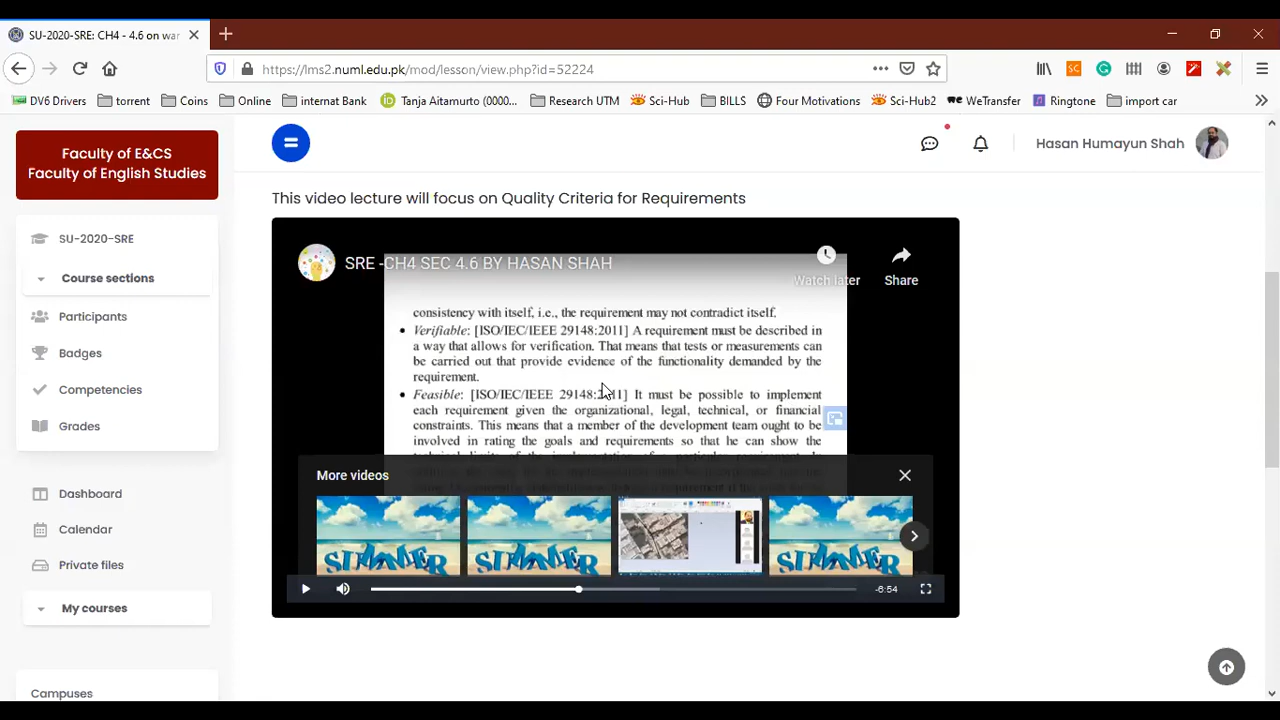 SU-2020-SRE: CH4 - 4.6 on war
https://lms2.numl.edu.pk/mod/lesson/view.php?id=52224
DV6 Drivers
torrent
Coins
Online
internat Bank
Tanja Aitamurto (0000...
Research UTM
Sci-Hub
BILLS
Four Motivations
Sci-Hub2
WeTransfer
Ringtone
import car
Faculty of E&CS
Faculty of English Studies
Hasan Humayun Shah
SU-2020-SRE
Course sections
Participants
Badges
Competencies
Grades
Dashboard
Calendar
Private files
My courses
Campuses
This video lecture will focus on Quality Criteria for Requirements
SRE -CH4 SEC 4.6 BY HASAN SHAH
Watch later
Share
consistency with itself, i.e., the requirement may not contradict itself.
• Verifiable: [ISO/IEC/IEEE 29148:2011] A requirement must be described in
a way that allows for verification. That means that tests or measurements can
be carried out that provide evidence of the functionality demanded by the
requirement.
• Feasible: [ISO/IEC/IEEE 29148:2011] It must be possible to implement
each requirement given the organizational, legal, technical, or financial
constraints. This means that a member of the development team ought to be
involved in rating the goals and requirements so that he can show the
More videos
SUMMER
SUMMER
SUMMER
-6:54